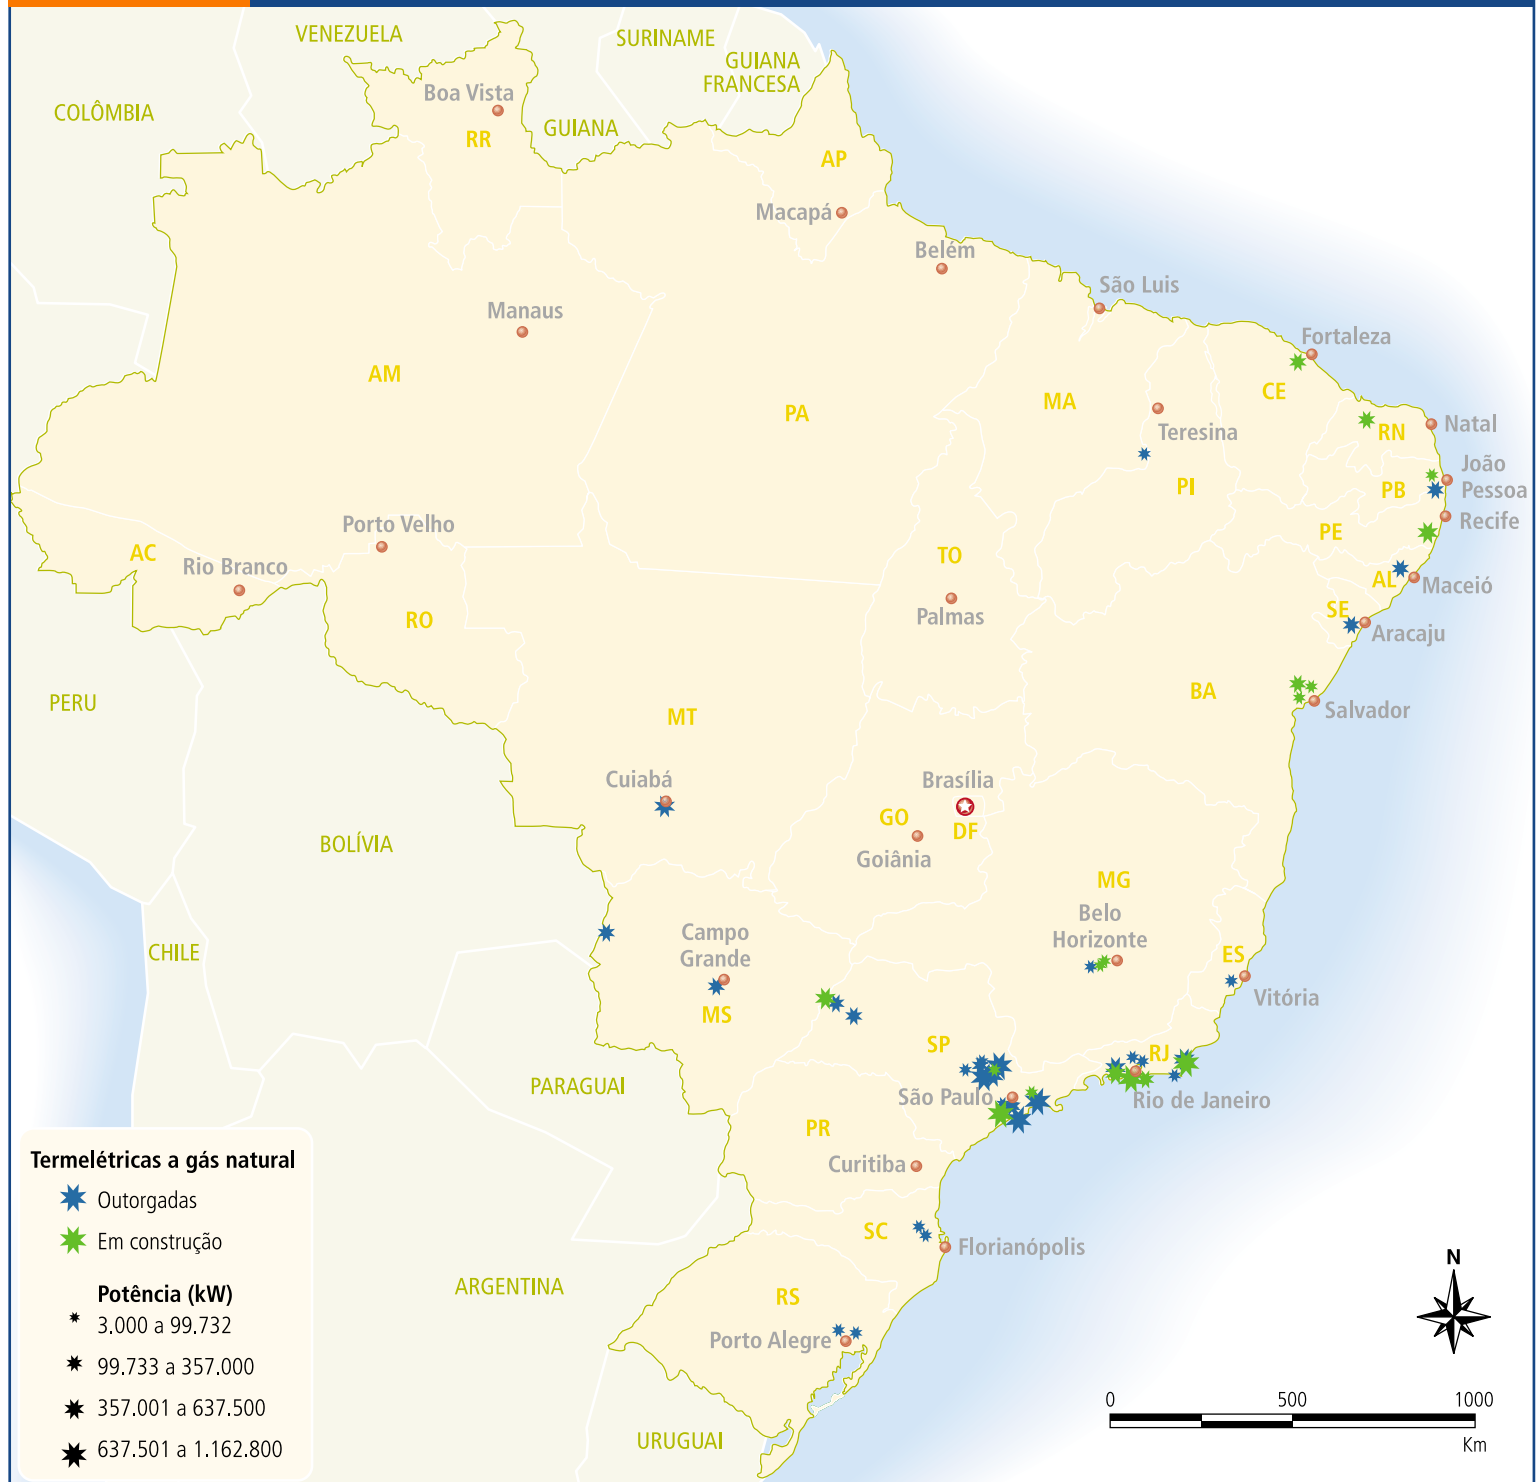 VENEZUELA
SURINAME
GUIANA
FRANCESA
COLÔMBIA
Boa Vista
GUIANA
RR
AP
Macapá
Belém
São Luis
Manaus
Fortaleza
AM
CE
MA
PA
Teresina
RN
Natal
João
Pessoa
PI
PB
Recife
Porto Velho
PE
AC
Rio Branco
TO
AL
Maceió
Palmas
SE
RO
Aracaju
PERU
BA
Salvador
MT
Cuiabá
Brasília
GO
DF
BOLÍVIA
Goiânia
MG
Belo
Horizonte
Campo
Grande
CHILE
ES
Vitória
MS
SP
RJ
PARAGUAI
São Paulo
Rio de Janeiro
PR
Curitiba
SC
Florianópolis
ARGENTINA
RS
Porto Alegre
URUGUAI
Termelétricas a gás natural
Outorgadas
Em construção
Potência (kW)
3.000 a 99.732
99.733 a 357.000
357.001 a 637.500
637.501 a 1.162.800
N
0 500 1000
Km